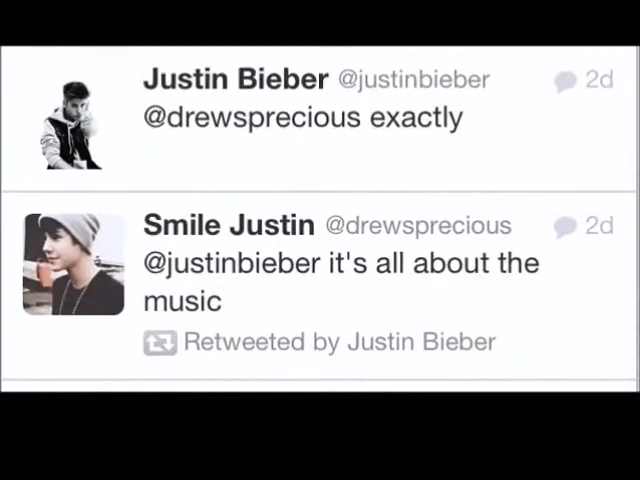 Justin Bieber @justinbieber 2d
@drewsprecious exactly
Smile Justin @drewsprecious 2d
@justinbieber it's all about the
music
Retweeted by Justin Bieber